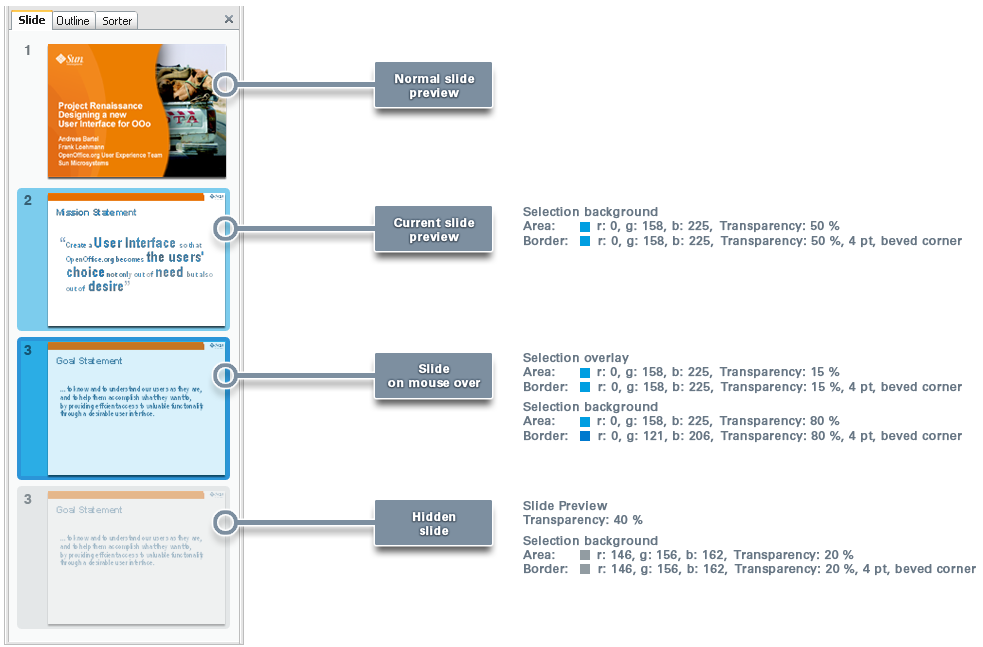 Slide Outline Sorter
1
Sun
Project Renaissance
Designing a new
User Interface for OOo
Andreas Bartel
Frank Loehmann
OpenOffice.org User Experience Team
Sun Microsystems
Normal slide
preview
2
Mission Statement
“Create a User Interface so that
OpenOffice.org becomes the users'
choice not only out of need but also
out of desire”
Current slide
preview
Selection background
Area: r: 0, g: 158, b: 225, Transparency: 50 %
Border: r: 0, g: 158, b: 225, Transparency: 50 %, 4 pt, beved corner
3
Goal Statement
... to know and to understand our users as they are,
and to help them accomplish what they want to,
by providing efficient access to valuable functionality
through a desirable user interface.
Slide
on mouse over
Selection overlay
Area: r: 0, g: 158, b: 225, Transparency: 15 %
Border: r: 0, g: 158, b: 225, Transparency: 15 %, 4 pt, beved corner
Selection background
Area: r: 0, g: 158, b: 225, Transparency: 80 %
Border: r: 0, g: 121, b: 206, Transparency: 80 %, 4 pt, beved corner
3
Goal Statement
... to know and to understand our users as they are,
and to help them accomplish what they want to,
by providing efficient access to valuable functionality
through a desirable user interface.
Hidden
slide
Slide Preview
Transparency: 40 %
Selection background
Area: r: 146, g: 156, b: 162, Transparency: 20 %
Border: r: 146, g: 156, b: 162, Transparency: 20 %, 4 pt, beved corner